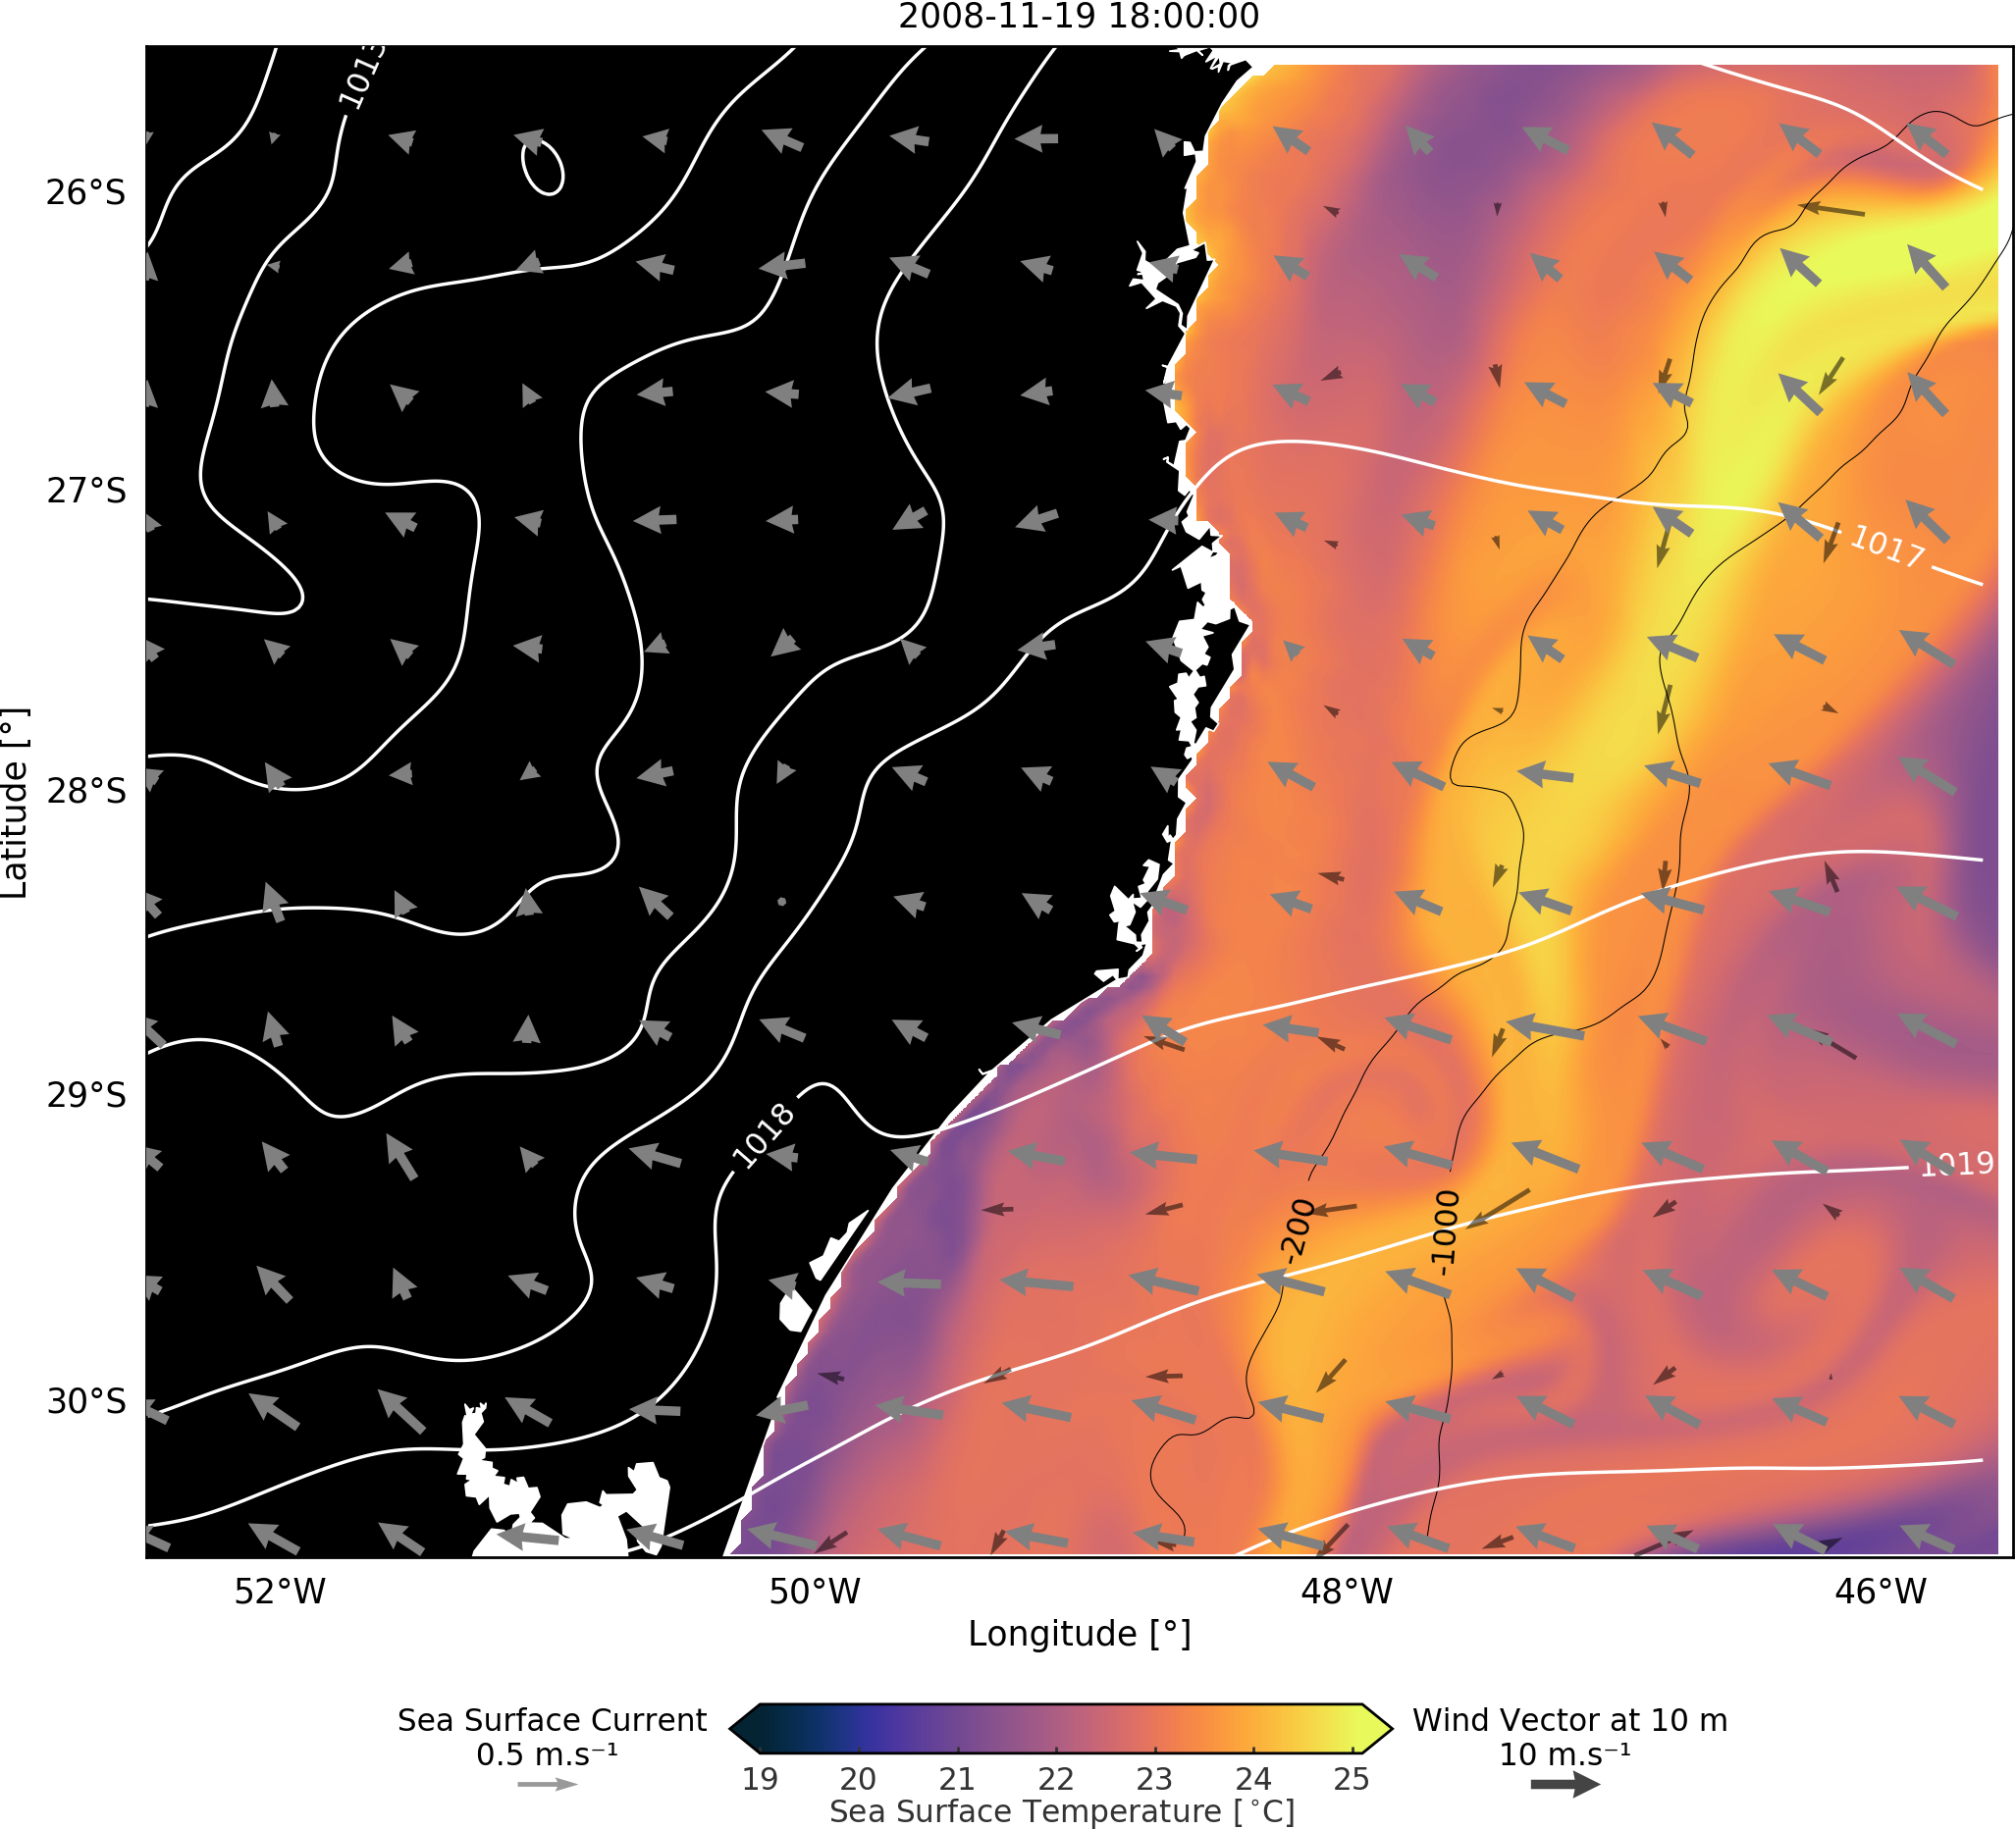 2008-11-19 18:00:00
26°S
27°S
28°S
29°S
30°S
Latitude [°]
1017
1018
1019
-200
-1000
52°W
50°W
48°W
46°W
Longitude [°]
Sea Surface Current
0.5 m.s⁻¹
19 20 21 22 23 24 25
Sea Surface Temperature [°C]
Wind Vector at 10 m
10 m.s⁻¹